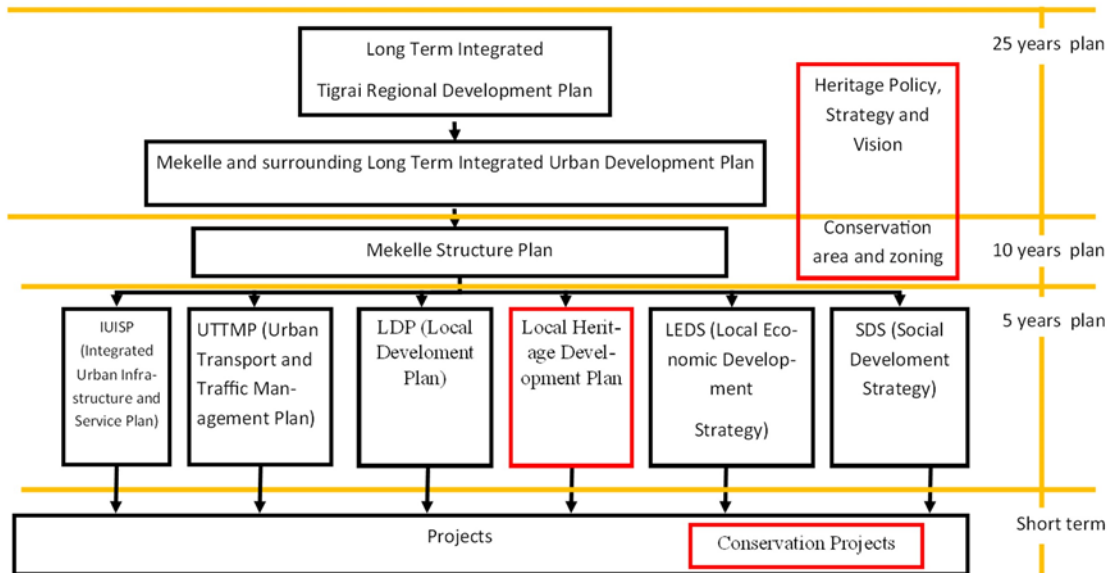 Long Term Integrated
Tigrai Regional Development Plan
25 years plan
Heritage Policy,
Strategy and
Vision
Mekelle and surrounding Long Term Integrated Urban Development Plan
Mekelle Structure Plan
Conservation
area and zoning
10 years plan
IUISP
(Integrated
Urban Infra-
structure and
Service Plan)
UTTMP (Urban
Transport and
Traffic Man-
agement Plan)
LDP (Local
Develoment
Plan)
Local Herit-
age Devel-
opment Plan
LEDS (Local Eco-
nomic Develop-
ment
Strategy)
SDS (Social
Develoment
Strategy)
5 years plan
Projects
Conservation Projects
Short term